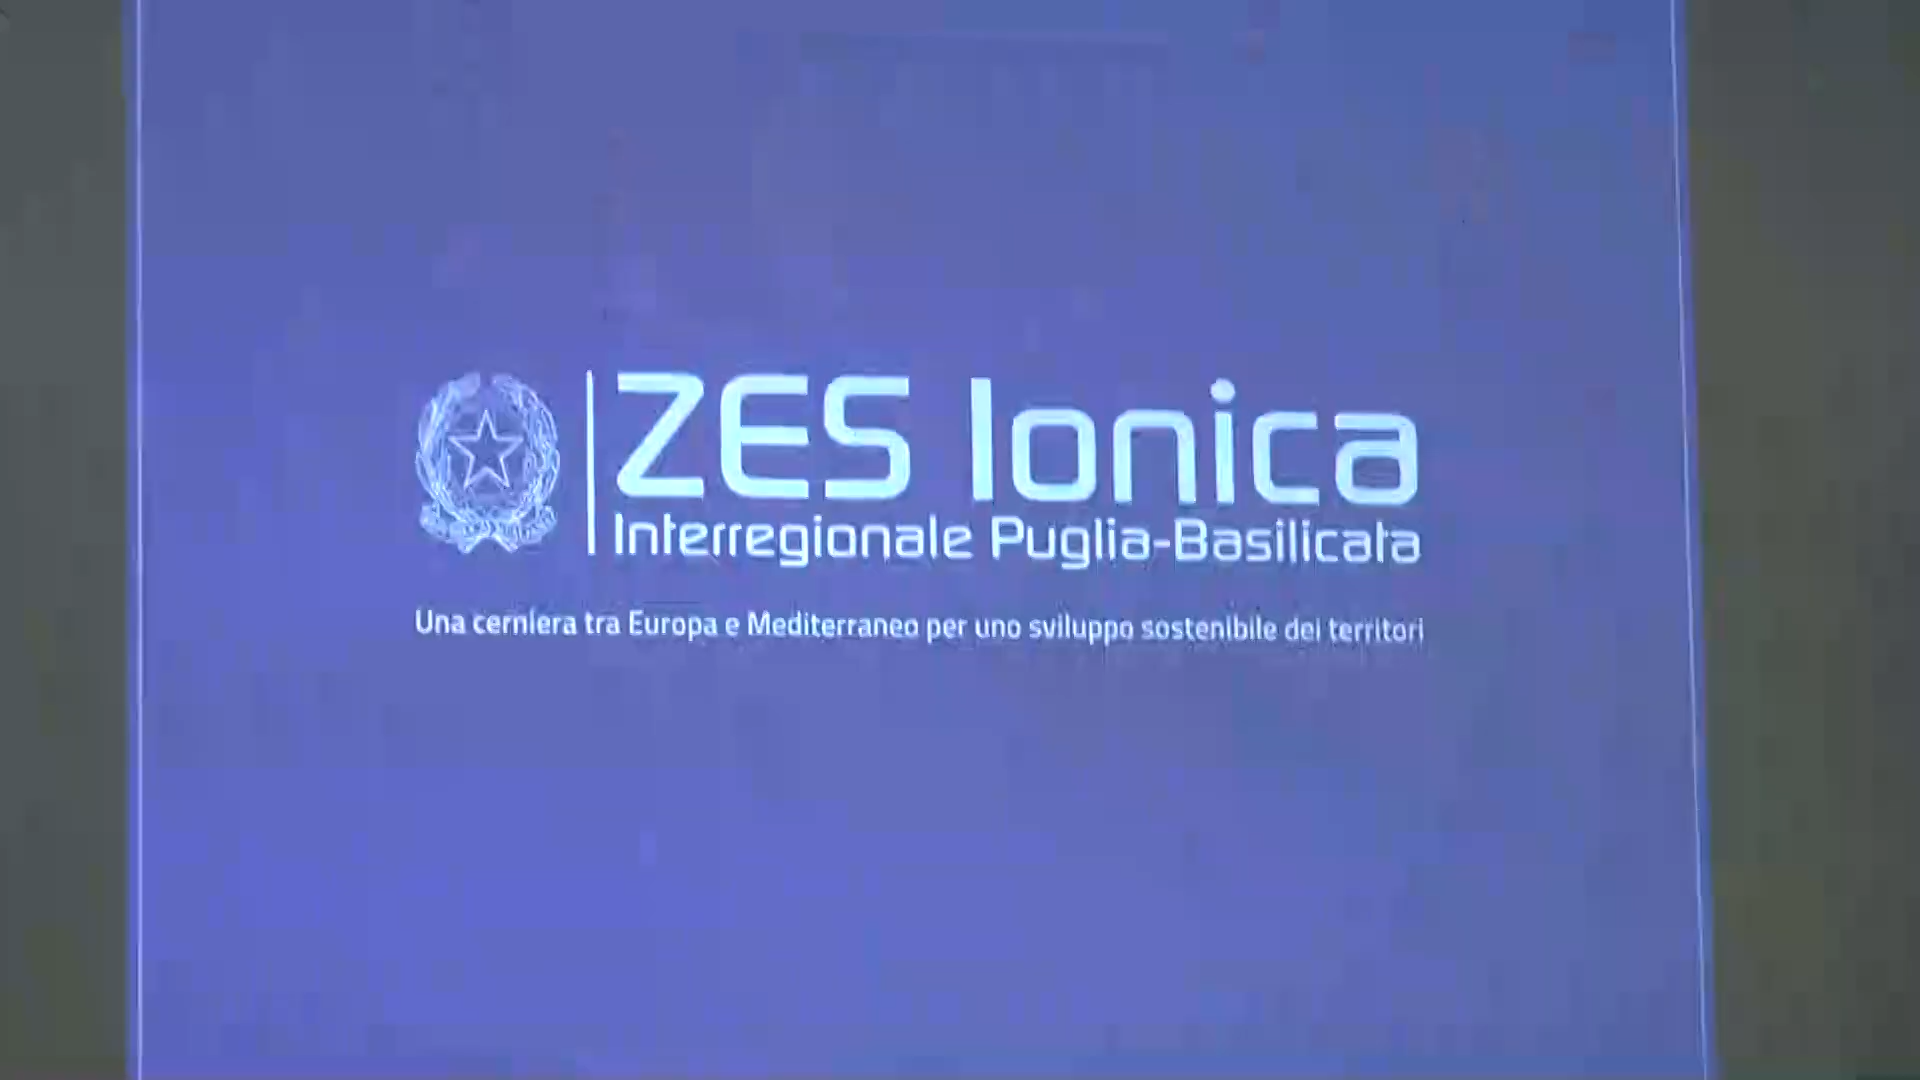 ZES Ionica
Interregionale Puglia-Basilicata
Una cerniera tra Europa e Mediterraneo per uno sviluppo sostenibile dei territori